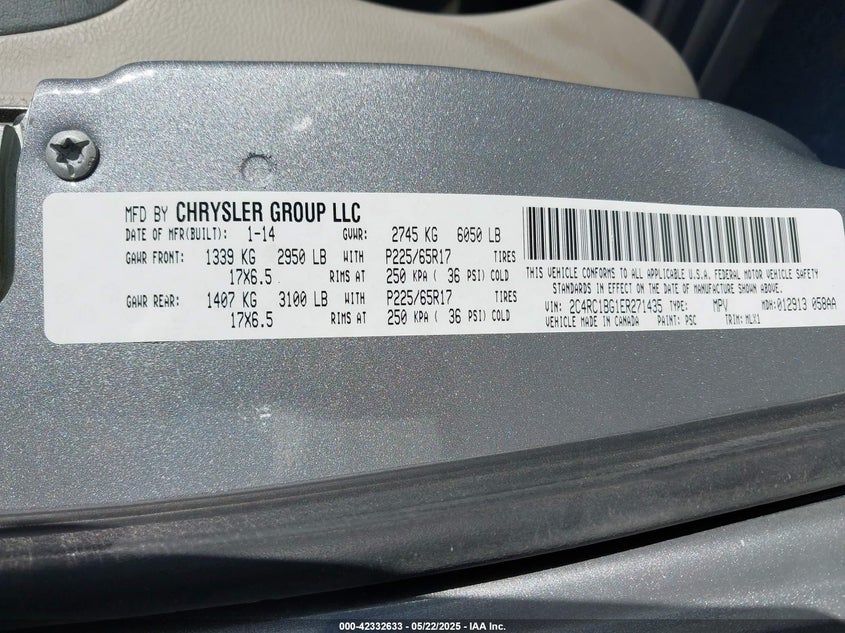 MFD BY CHRYSLER GROUP LLC
DATE OF MFR(BUILT): 1-14 GVWR: 2745 KG 6050 LB
GAWR FRONT: 1339 KG 2950 LB WITH P225/65R17 TIRES
17X6.5 RIMS AT 250 KPA ( 36 PSI) COLD
GAWR REAR: 1407 KG 3100 LB WITH P225/65R17 TIRES
17X6.5 RIMS AT 250 KPA ( 36 PSI) COLD
THIS VEHICLE CONFORMS TO ALL APPLICABLE U.S.A. FEDERAL MOTOR VEHICLE SAFETY
STANDARDS IN EFFECT ON THE DATE OF MANUFACTURE SHOWN ABOVE.
VIN: 2C4RC1BG1ER271435 TYPE: MPV MDH: 012913 058AA
VEHICLE MADE IN CANADA PAINT: PSC TRIM: MLX1
000-42332633 - 05/22/2025 - IAA Inc.